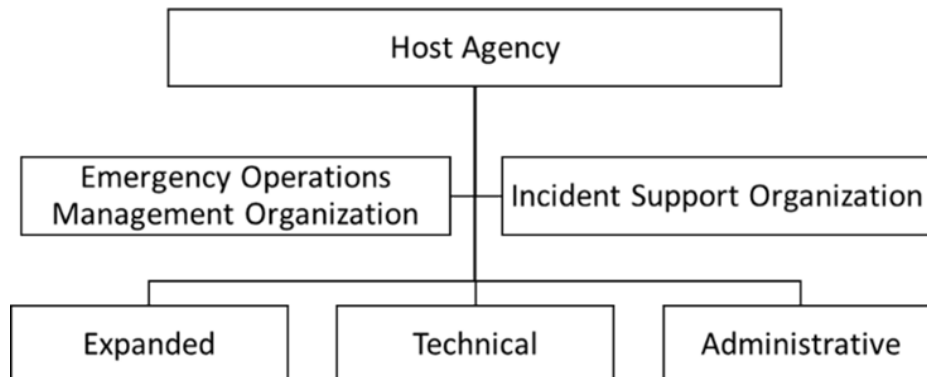 Host Agency
Emergency Operations
Management Organization
Incident Support Organization
Expanded
Technical
Administrative